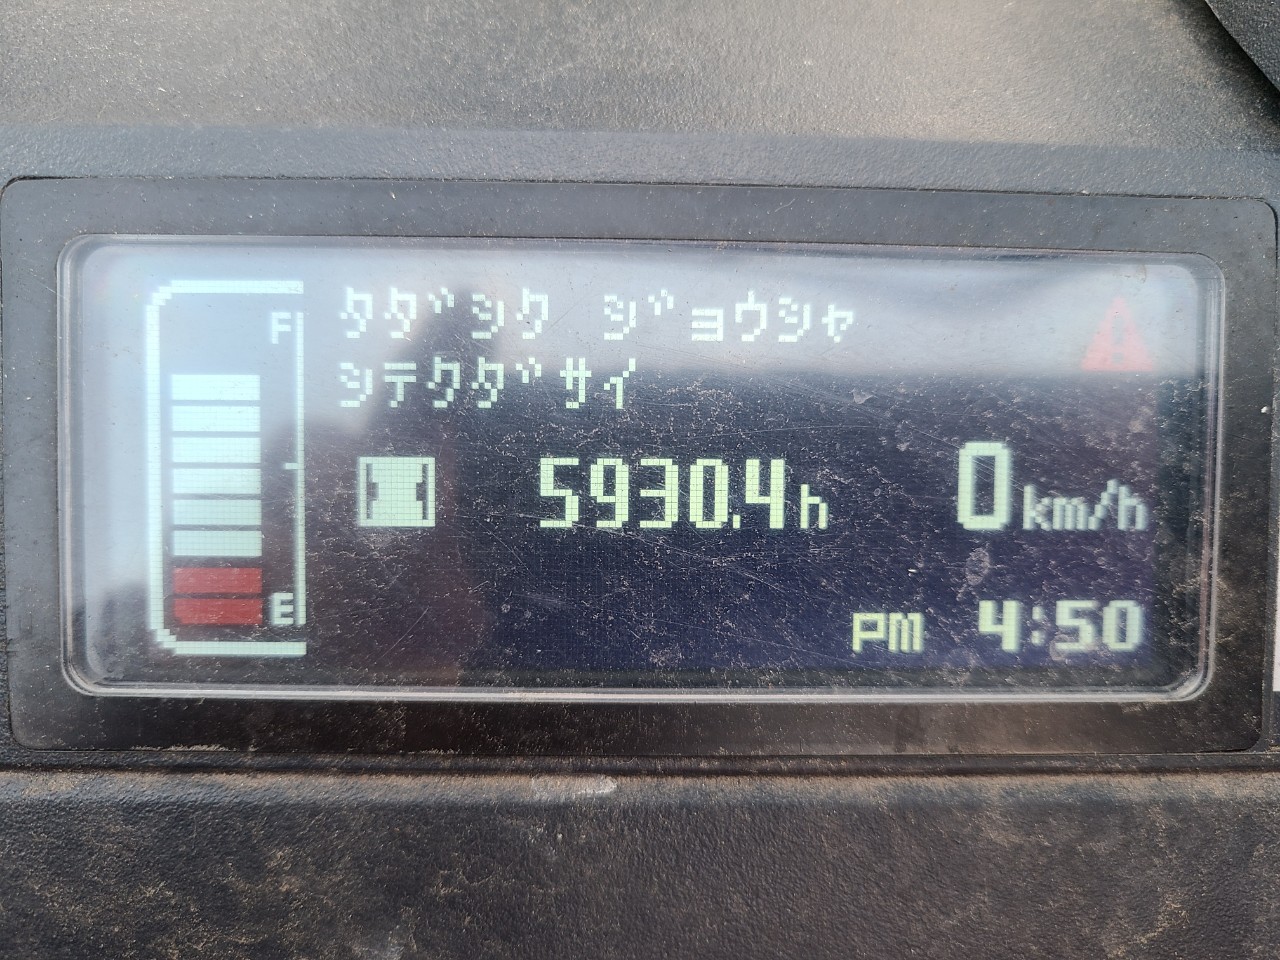 F
タダシク ジョウシャ
シテクダサイ
5930.4h
0km/h
E
PM 4:50